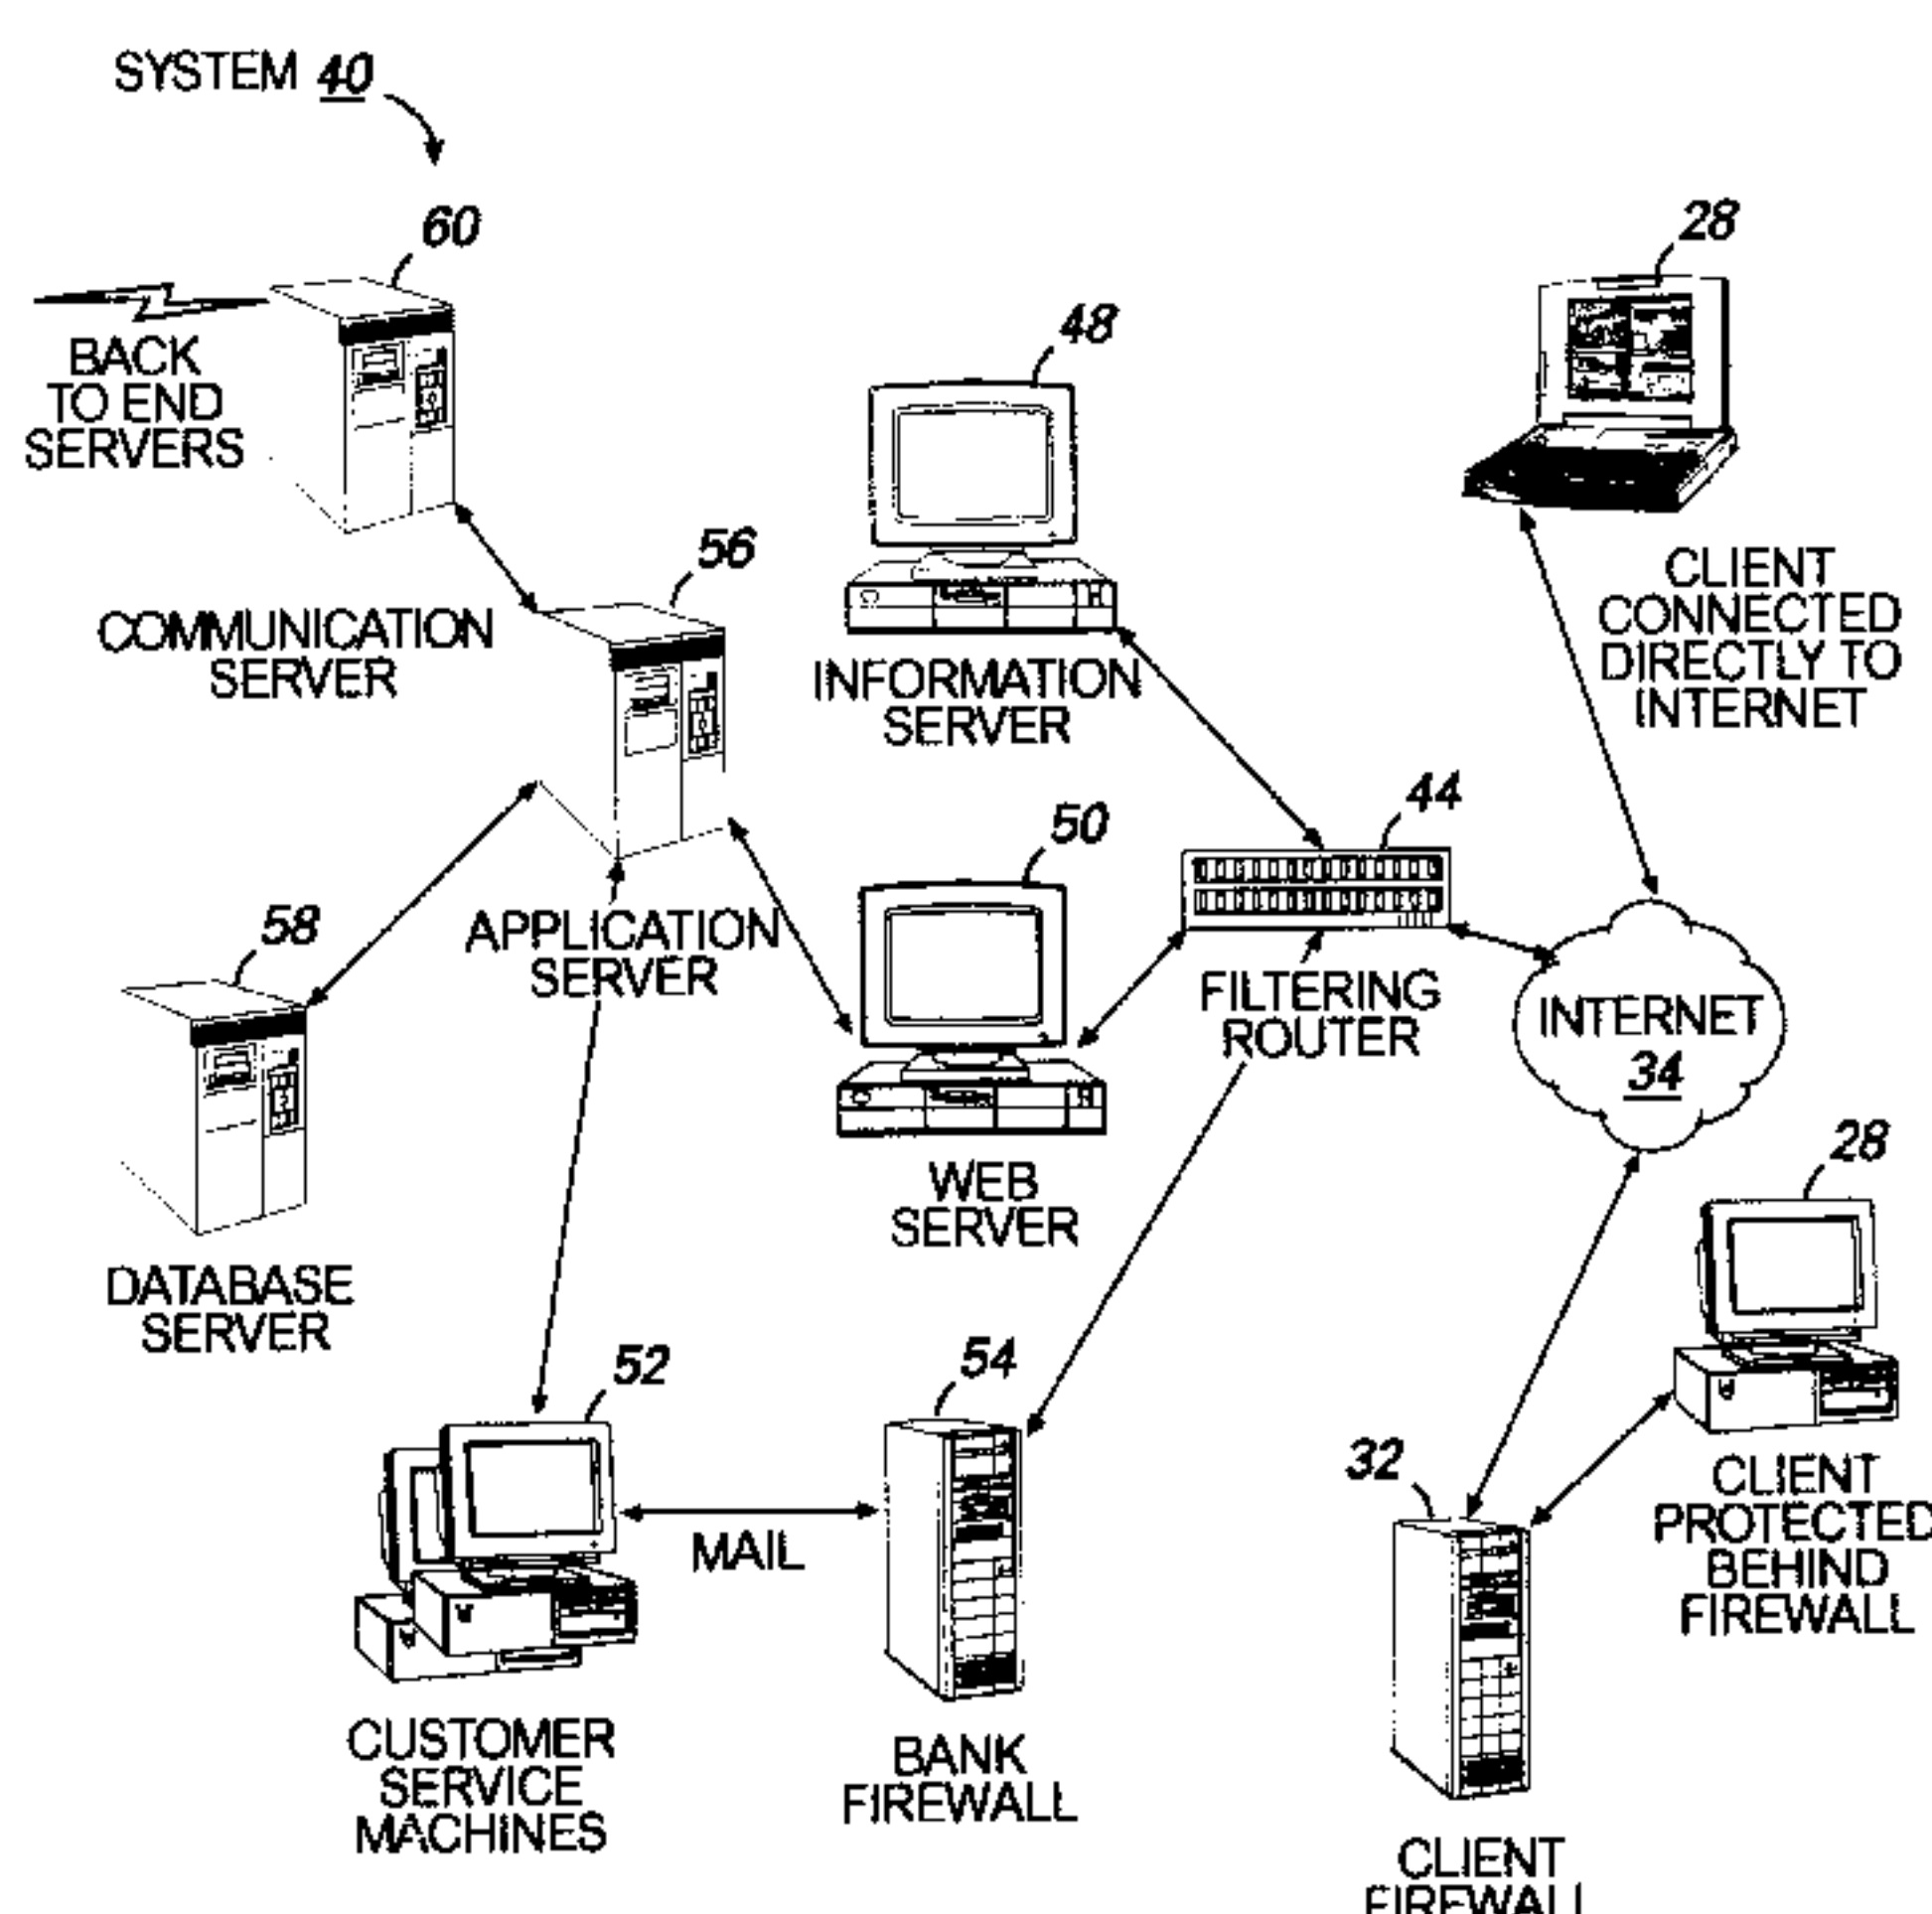 SYSTEM 40
60
BACK
TO END
SERVERS
COMMUNICATION
SERVER
56
48
INFORMATION
SERVER
28
CLIENT
CONNECTED
DIRECTLY TO
INTERNET
44
FILTERING
ROUTER
50
WEB
SERVER
APPLICATION
SERVER
58
DATABASE
SERVER
INTERNET
34
28
CLIENT
PROTECTED
BEHIND
FIREWALL
52
MAIL
CUSTOMER
SERVICE
MACHINES
54
BANK
FIREWALL
32
CLIENT
FIREWALL